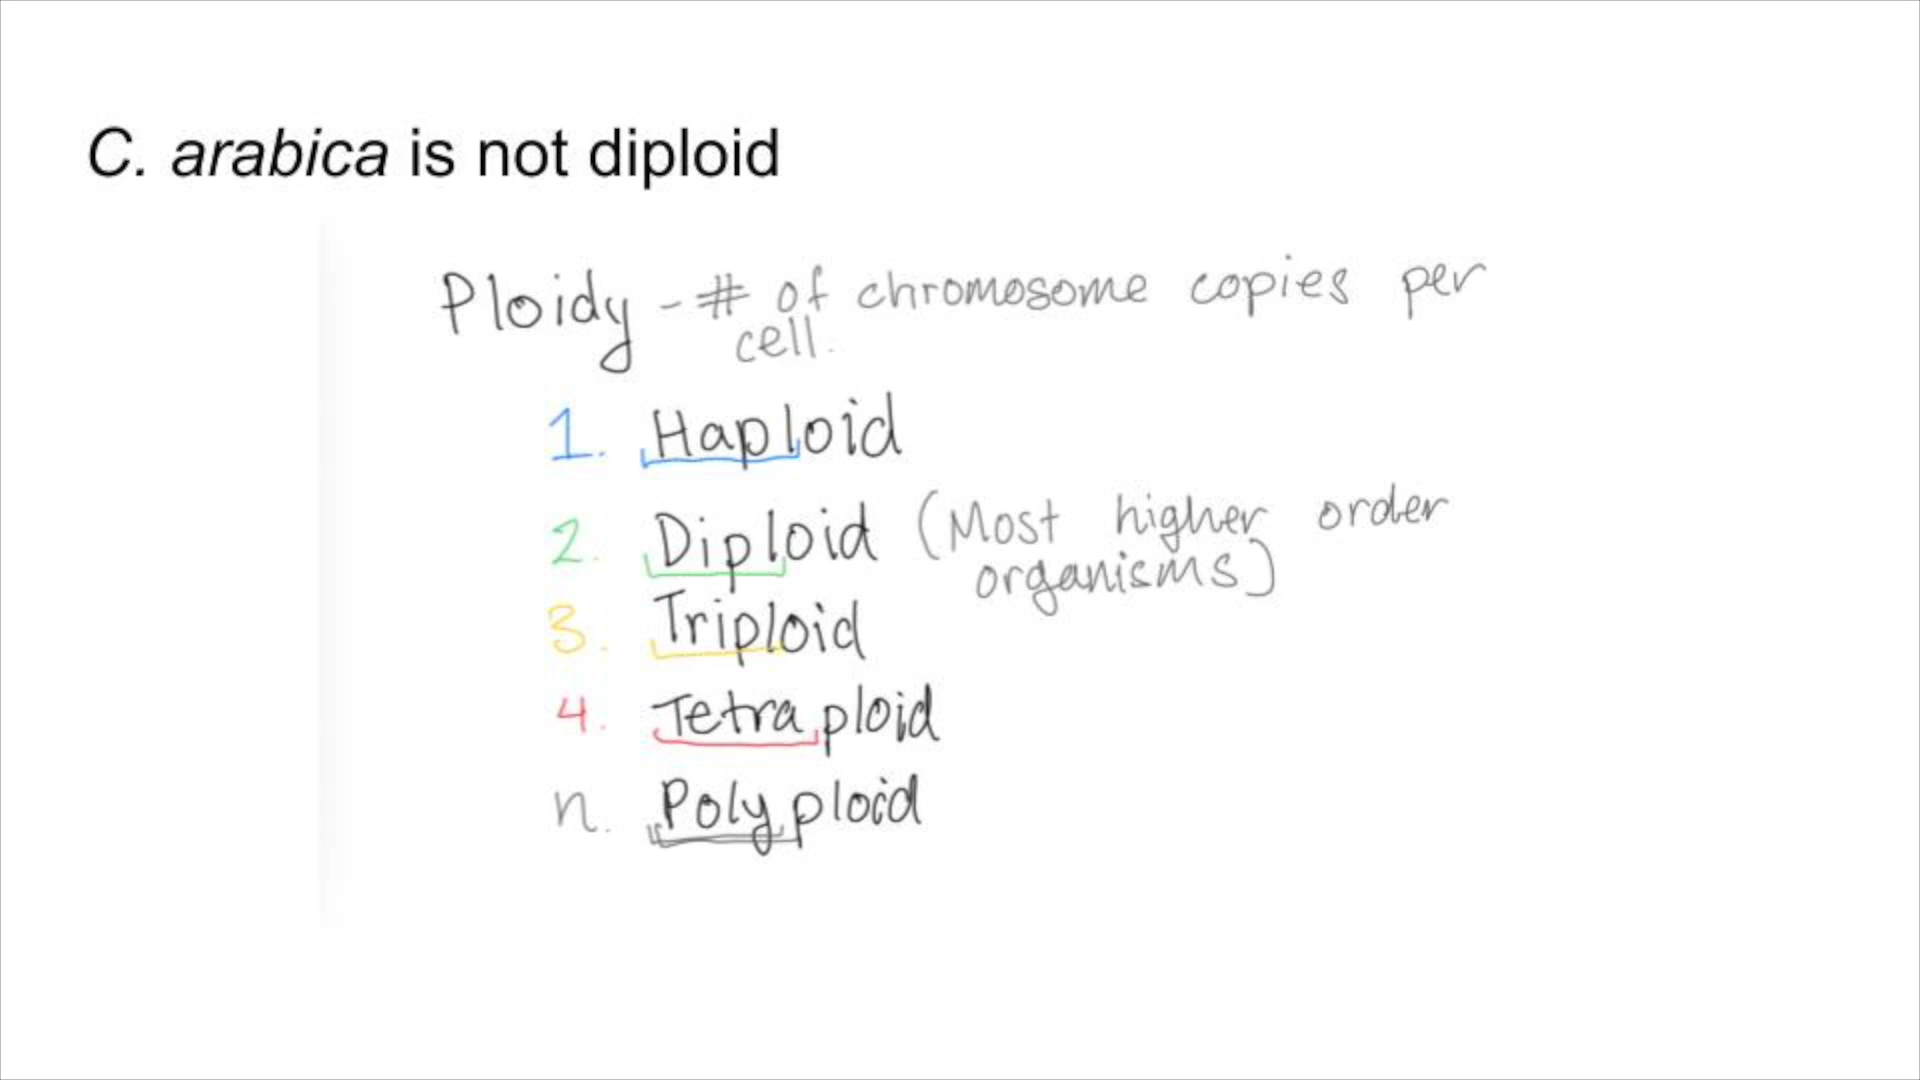 C. arabica is not diploid
Ploidy - # of chromosome copies per
cell.
1. Haploid
2. Diploid (Most higher order
organisms)
3. Triploid
4. Tetraploid
n. Polyploid